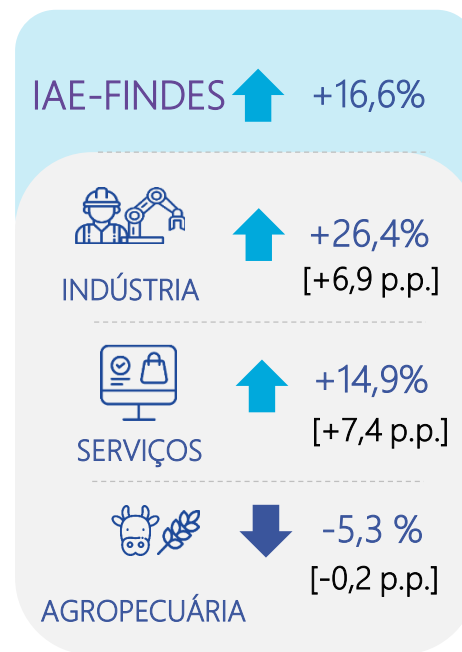 IAE-FINDES +16,6%
+26,4%
[+6,9 p.p.]
INDÚSTRIA
+14,9%
[+7,4 p.p.]
SERVIÇOS
-5,3 %
[-0,2 p.p.]
AGROPECUÁRIA